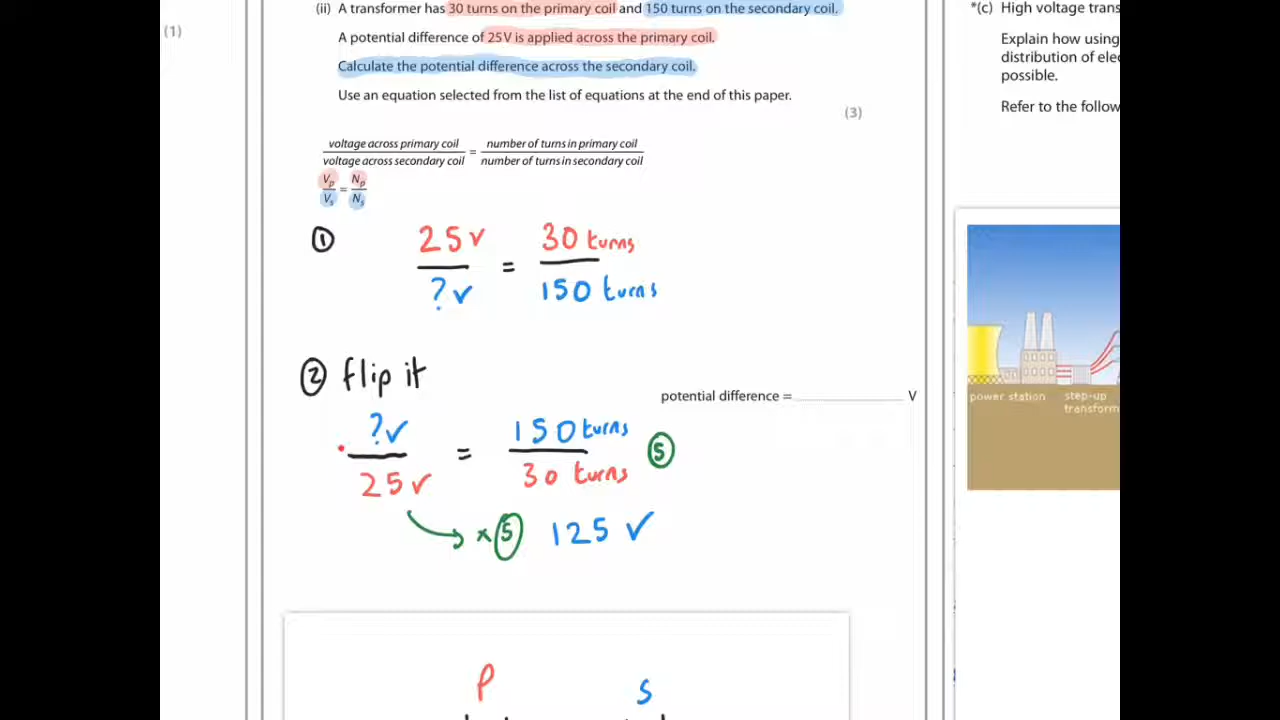 (1)
(ii) A transformer has 30 turns on the primary coil and 150 turns on the secondary coil.
A potential difference of 25V is applied across the primary coil.
Calculate the potential difference across the secondary coil.
Use an equation selected from the list of equations at the end of this paper.
(3)
voltage across primary coil / voltage across secondary coil = number of turns in primary coil / number of turns in secondary coil
Vp / Vs = Np / Ns
① 25 V / ? V = 30 turns / 150 turns
② flip it
potential difference = ______ V
? V / 25 V = 150 turns / 30 turns ⑤
×⑤ 125 V
P S
*(c) High voltage trans
Explain how using
distribution of ele
possible.
Refer to the follow
power station
step-up
transform